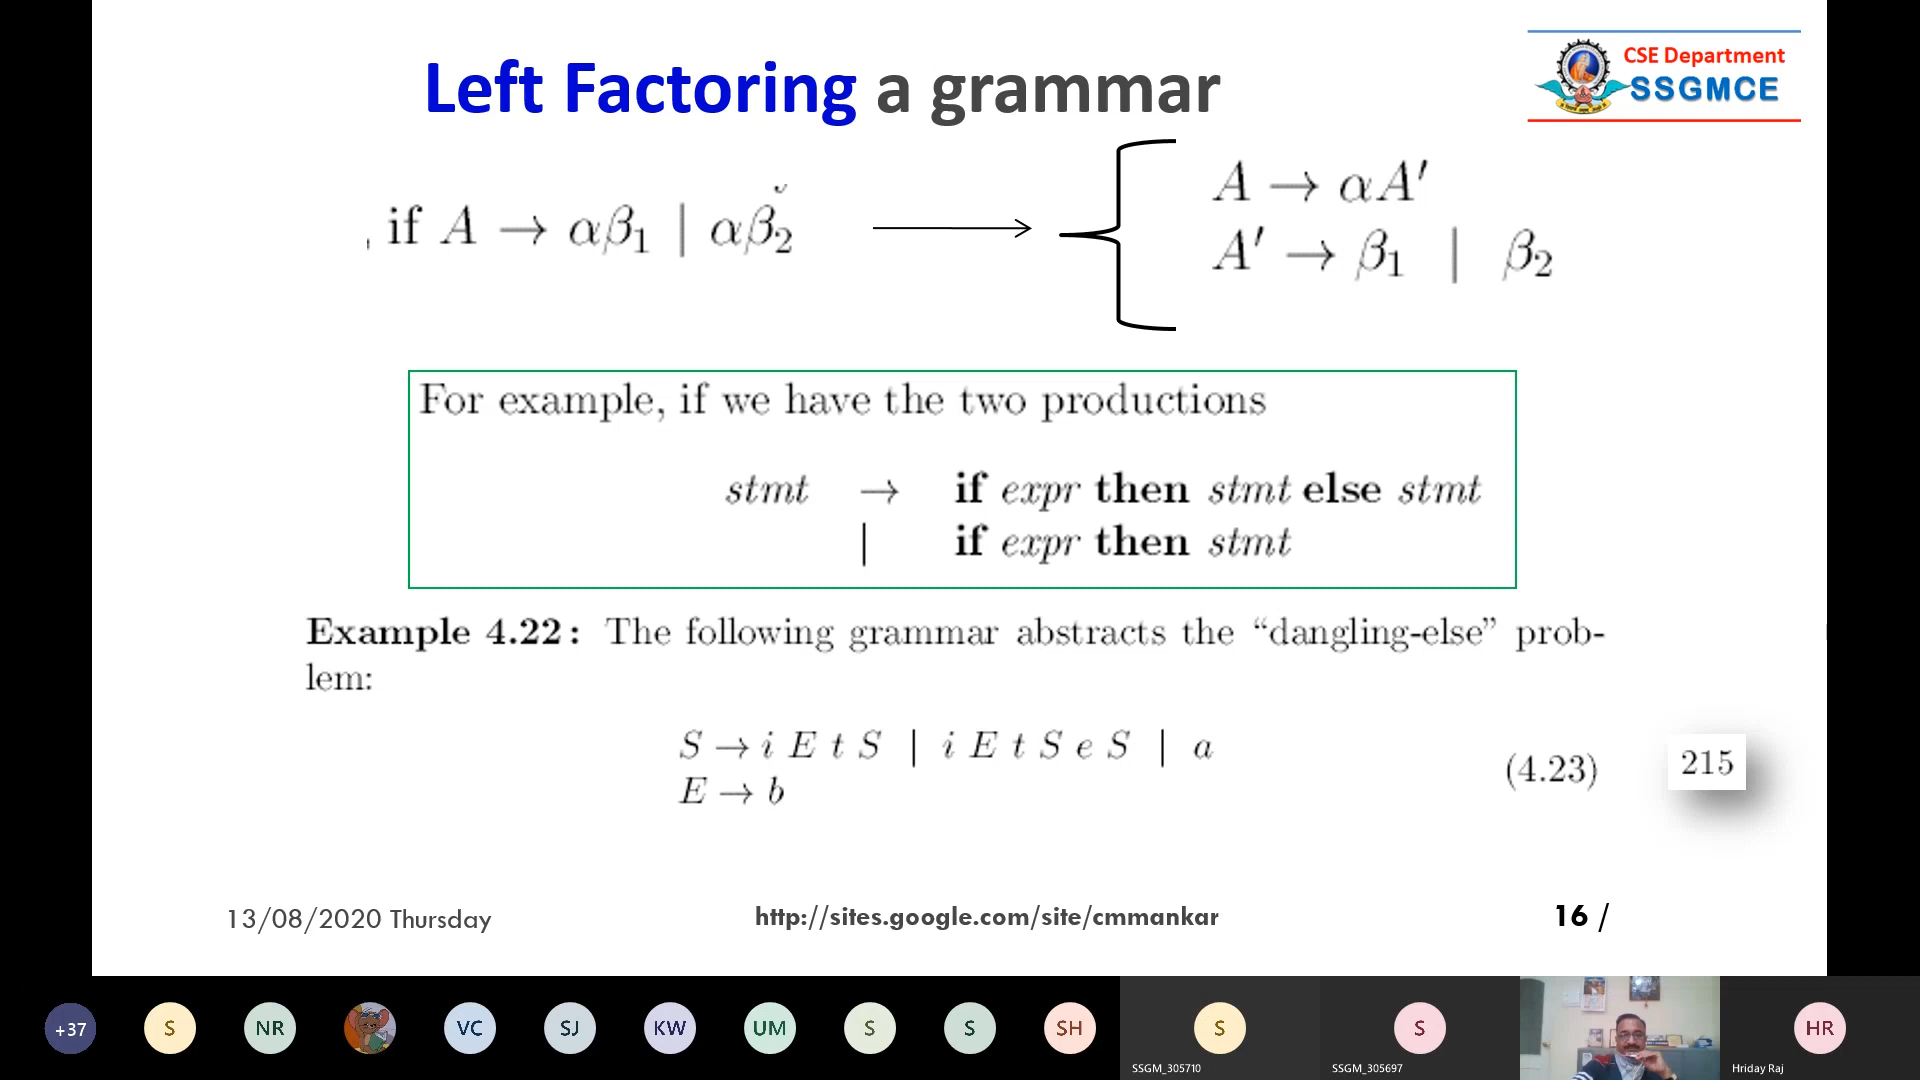 Left Factoring a grammar
CSE Department
SSGMCE
, if A → αβ₁ | αβ₂
A → αA′
A′ → β₁ | β₂
For example, if we have the two productions
stmt → if expr then stmt else stmt
| if expr then stmt
Example 4.22: The following grammar abstracts the “dangling-else” prob-
lem:
S → i E t S | i E t S e S | a
E → b
(4.23)
215
13/08/2020 Thursday
http://sites.google.com/site/cmmankar
16 /
+37
S
NR
VC
SJ
KW
UM
S
S
SH
S
SSGM_305710
S
SSGM_305697
HR
Hriday Raj